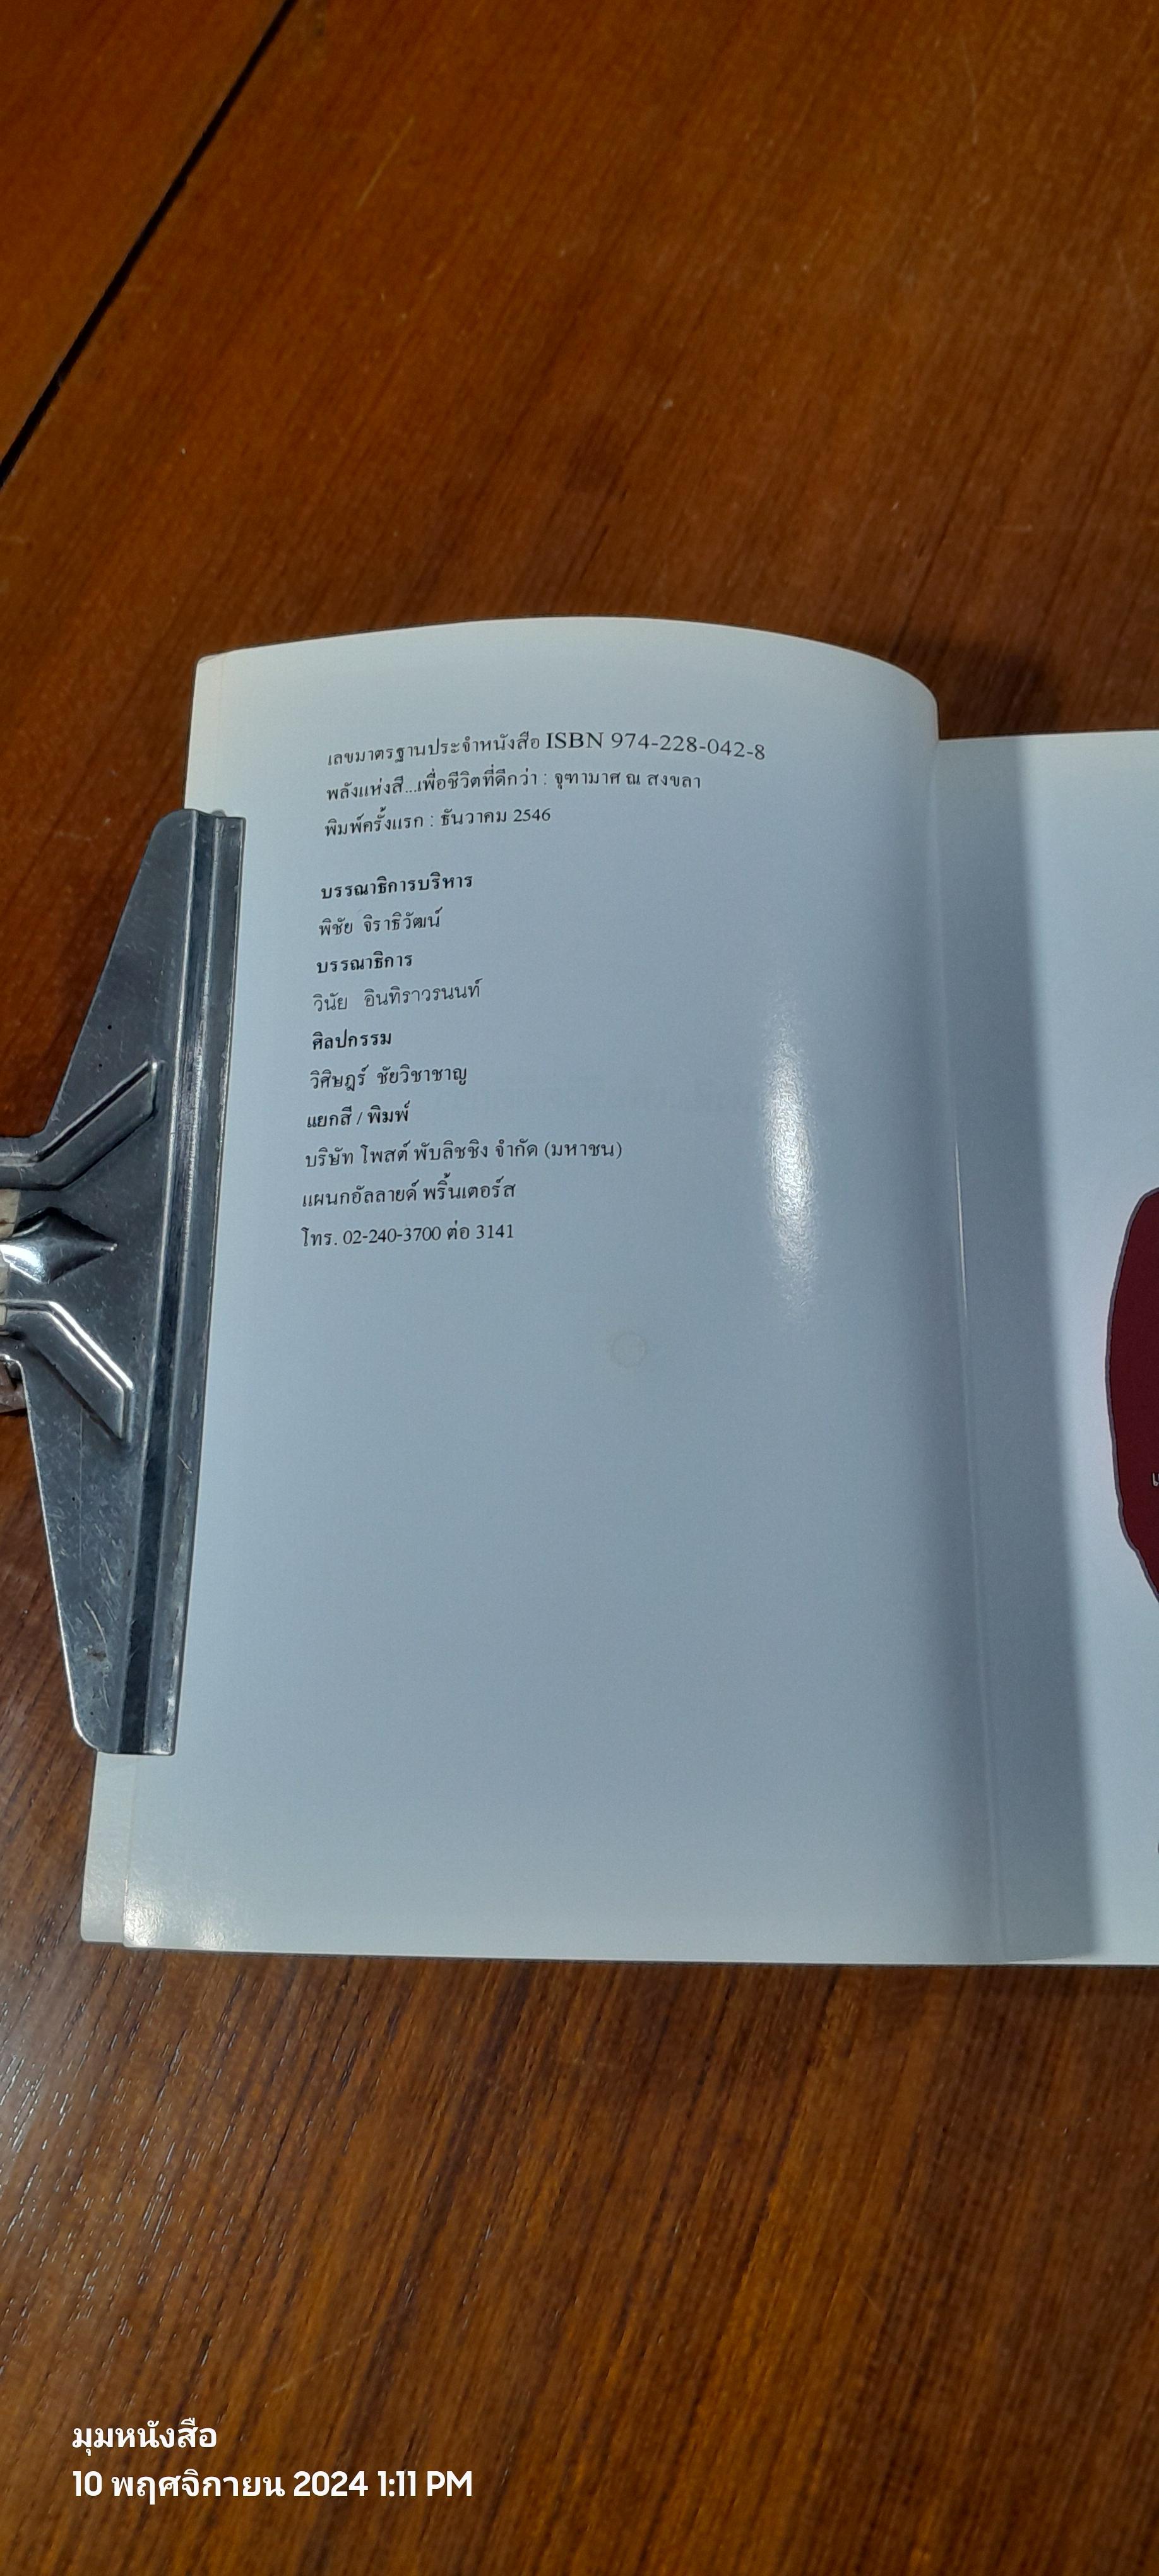 เลขมาตรฐานประจำหนังสือ ISBN 974-228-042-8
พลังแห่งสี...เพื่อชีวิตที่ดีกว่า : จุฑามาศ ณ สงขลา
พิมพ์ครั้งแรก : ธันวาคม 2546
บรรณาธิการบริหาร
พิชัย จิราธิวัฒน์
บรรณาธิการ
วินัย อินทิราวรนนท์
ศิลปกรรม
วิศิษฎร์ ชัยวิชาชาญ
แยกสี / พิมพ์
บริษัท โพสต์ พับลิชชิง จำกัด (มหาชน)
แผนกอัลลายด์ พริ้นเตอร์ส
โทร. 02-240-3700 ต่อ 3141
มุมหนังสือ
10 พฤศจิกายน 2024 1:11 PM